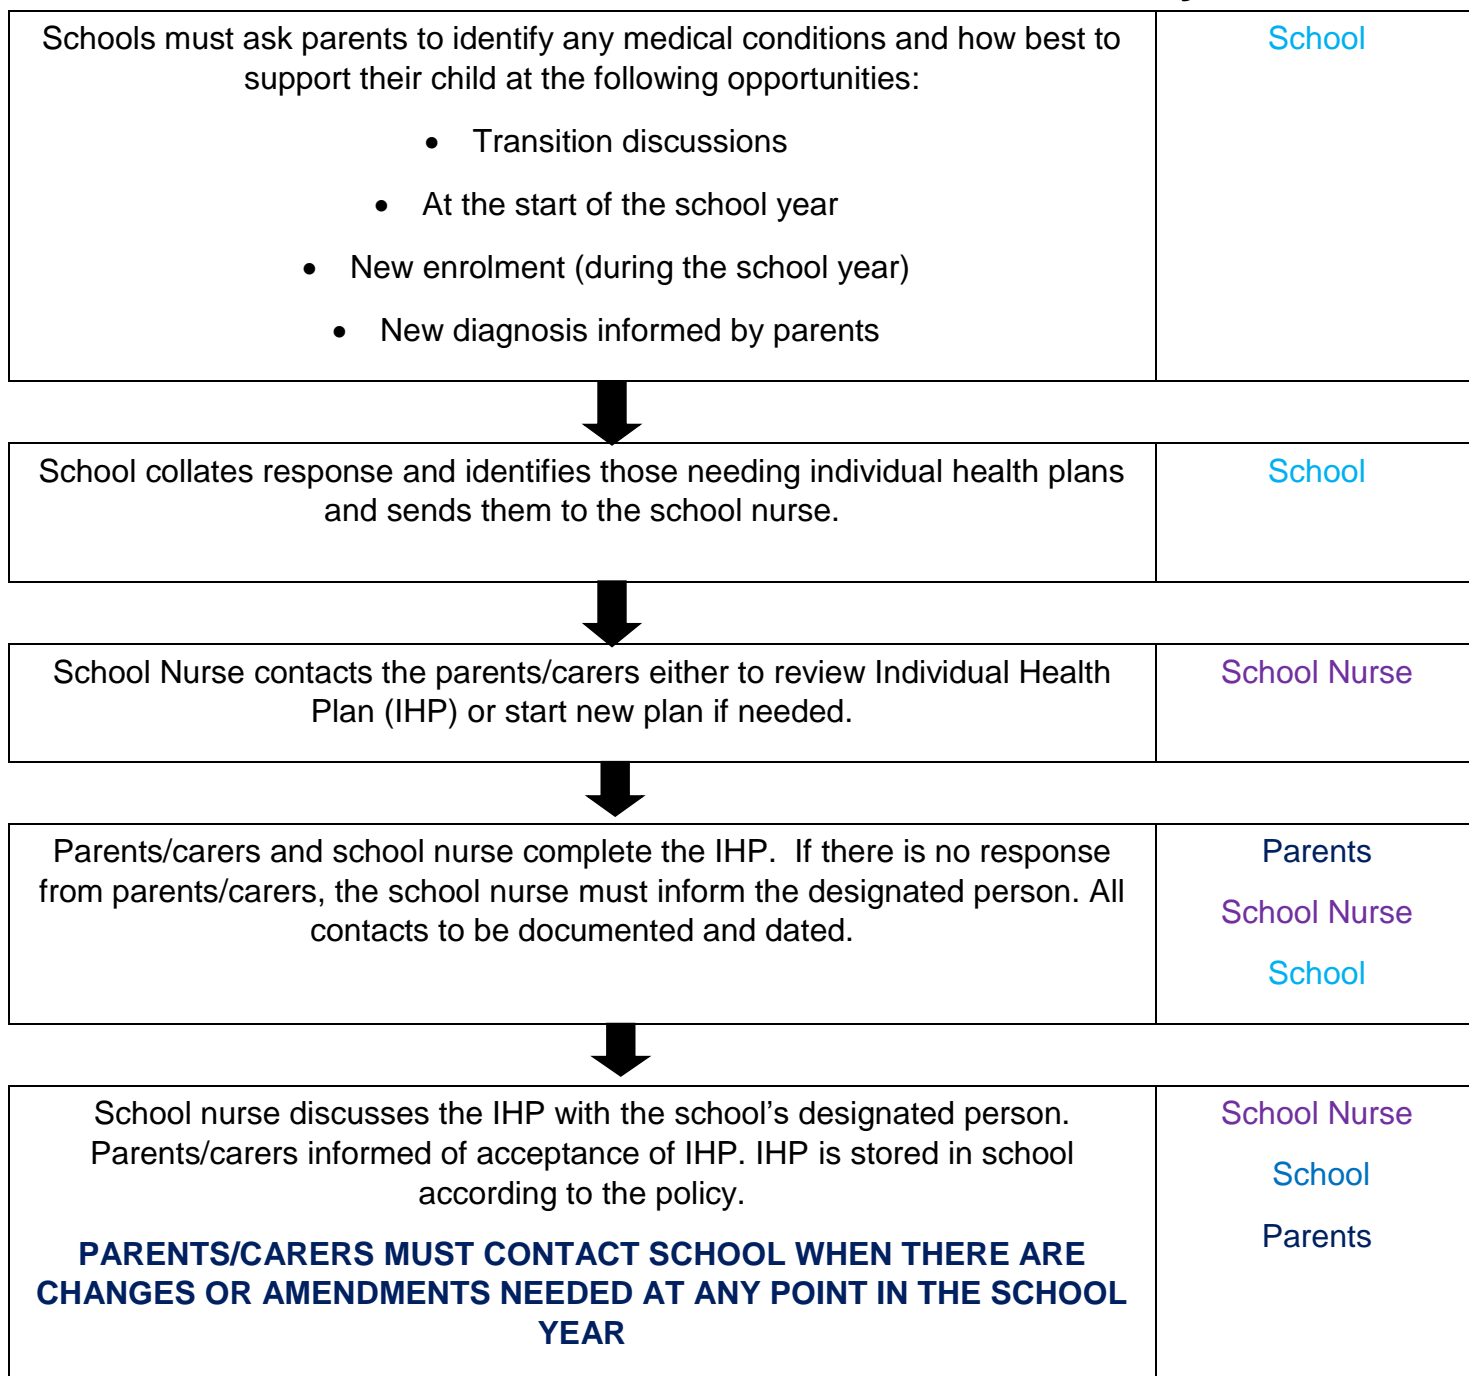 Schools must ask parents to identify any medical conditions and how best to
support their child at the following opportunities:
• Transition discussions
• At the start of the school year
• New enrolment (during the school year)
• New diagnosis informed by parents
School
School collates response and identifies those needing individual health plans
and sends them to the school nurse.
School
School Nurse contacts the parents/carers either to review Individual Health
Plan (IHP) or start new plan if needed.
School Nurse
Parents/carers and school nurse complete the IHP.  If there is no response
from parents/carers, the school nurse must inform the designated person. All
contacts to be documented and dated.
Parents
School Nurse
School
School nurse discusses the IHP with the school’s designated person.
Parents/carers informed of acceptance of IHP. IHP is stored in school
according to the policy.
PARENTS/CARERS MUST CONTACT SCHOOL WHEN THERE ARE
CHANGES OR AMENDMENTS NEEDED AT ANY POINT IN THE SCHOOL
YEAR
School Nurse
School
Parents